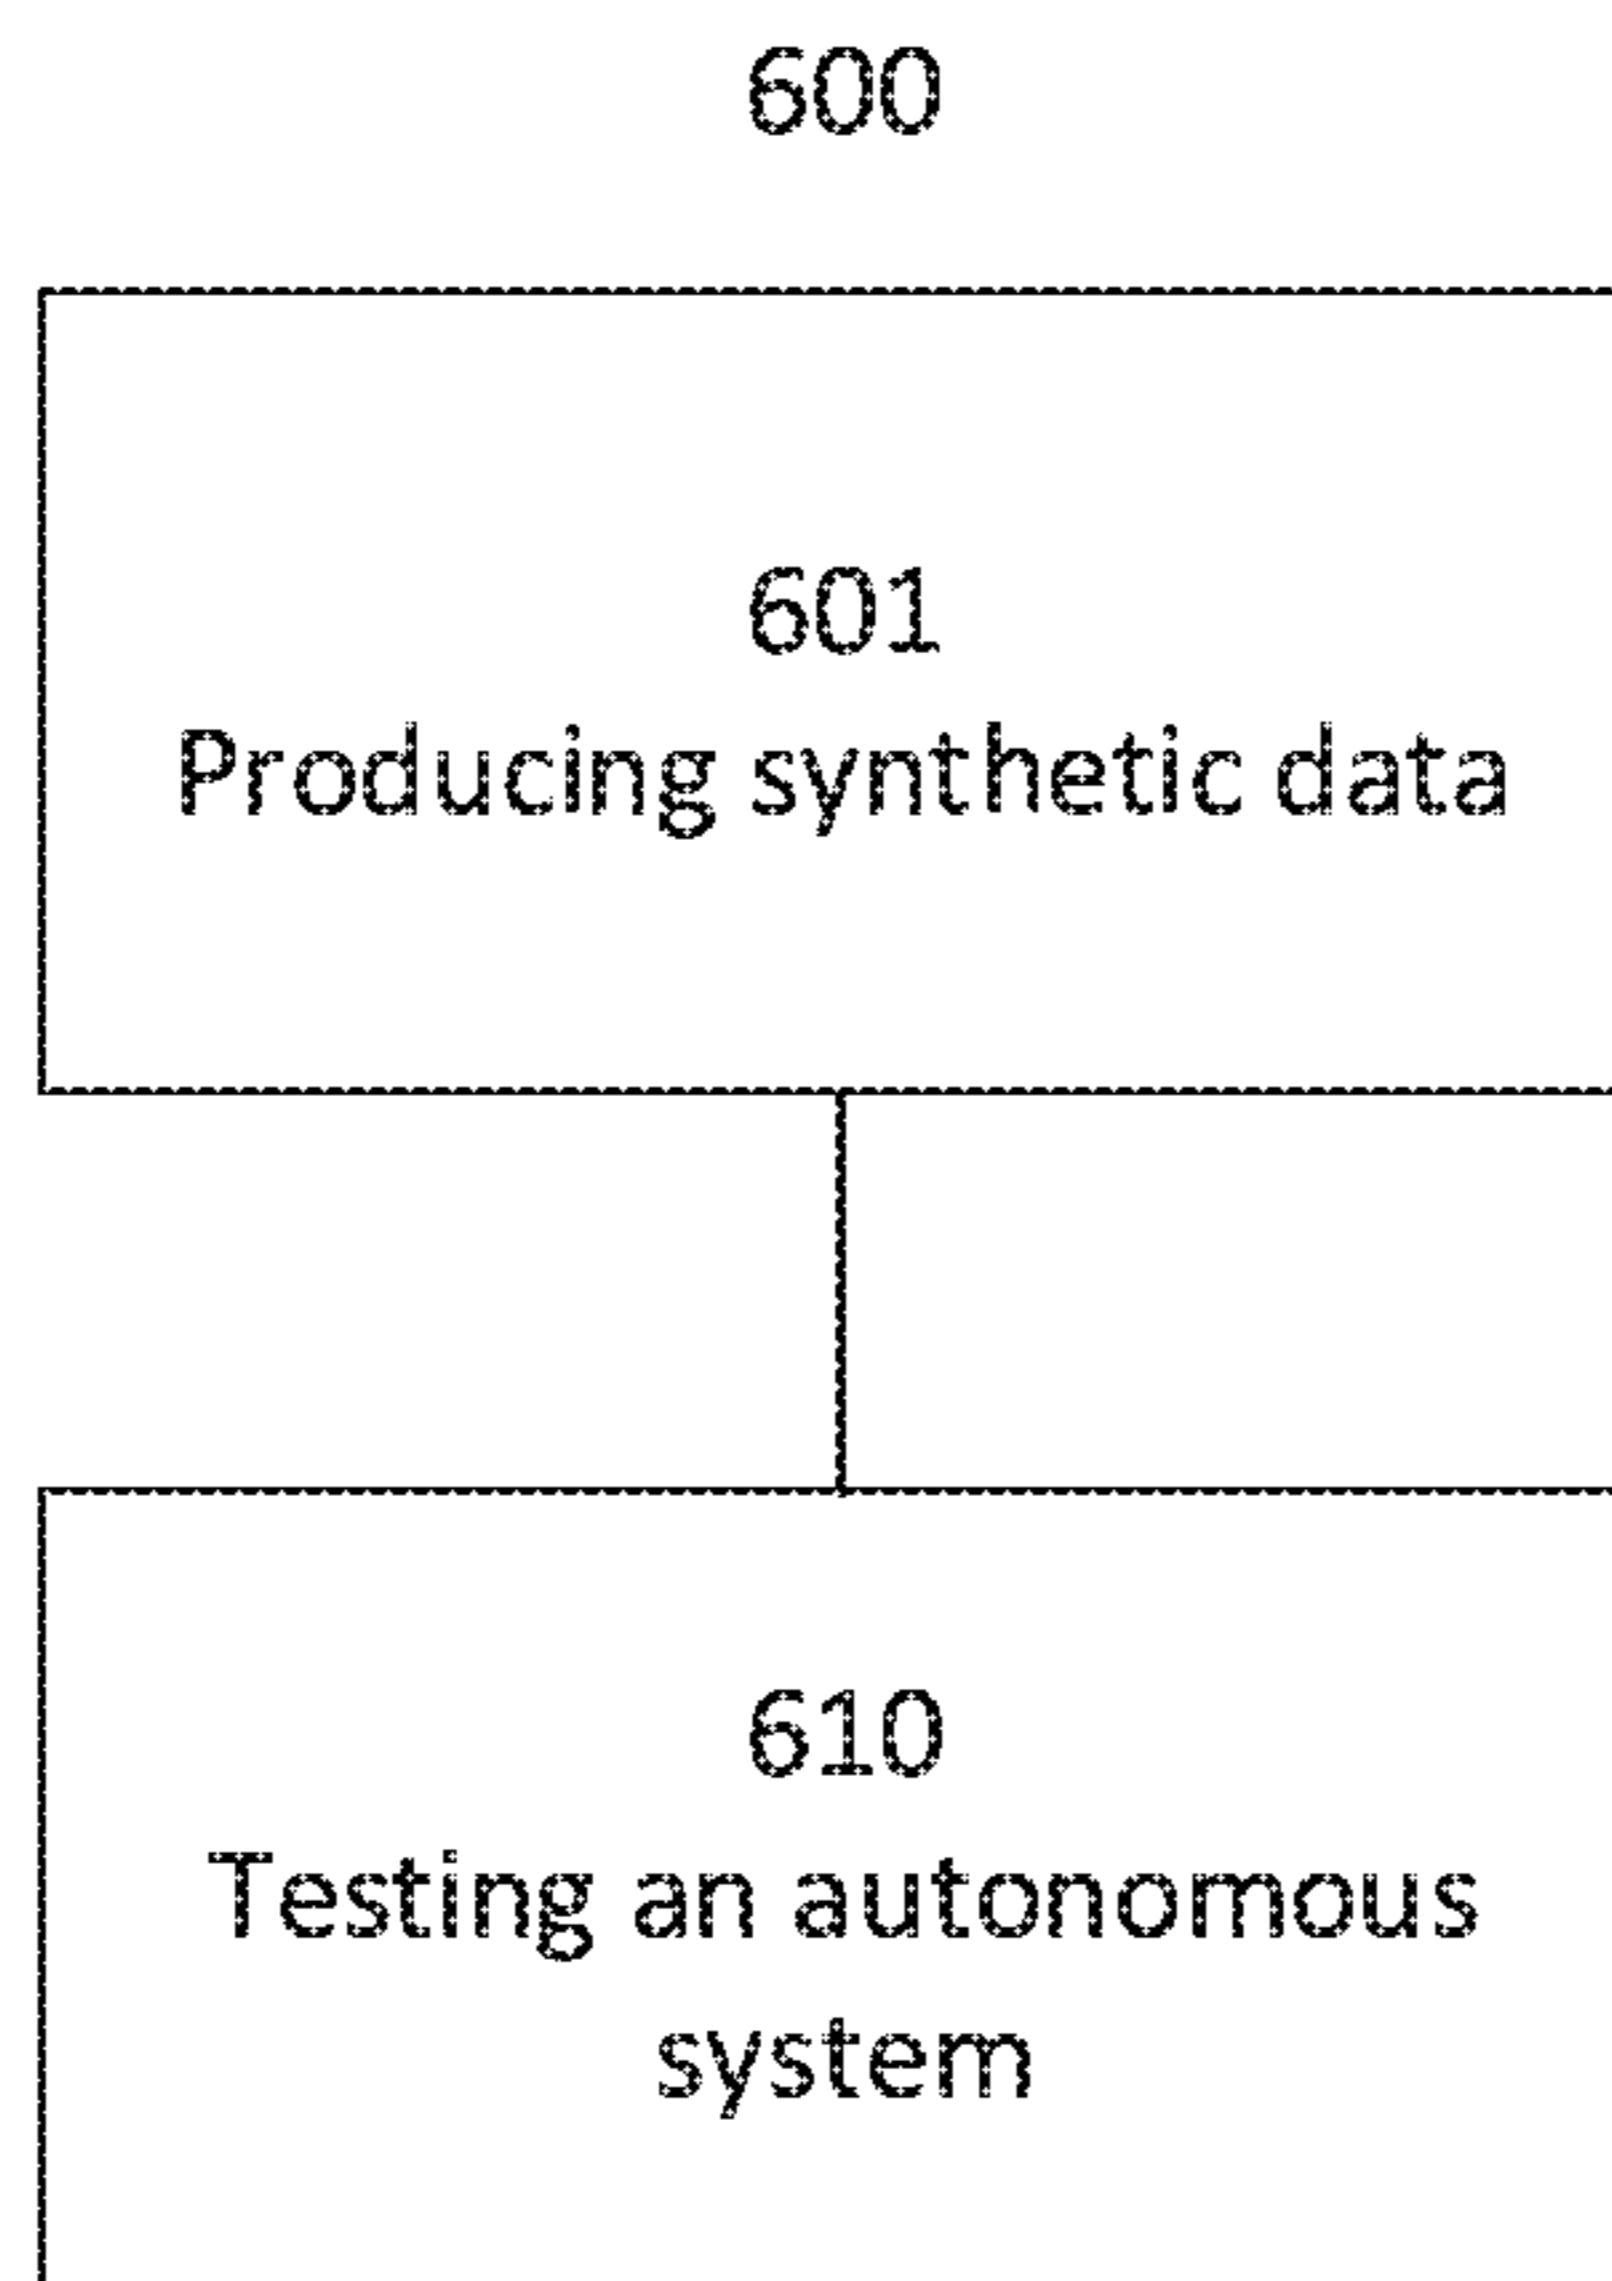 600
601
Producing synthetic data
610
Testing an autonomous
system